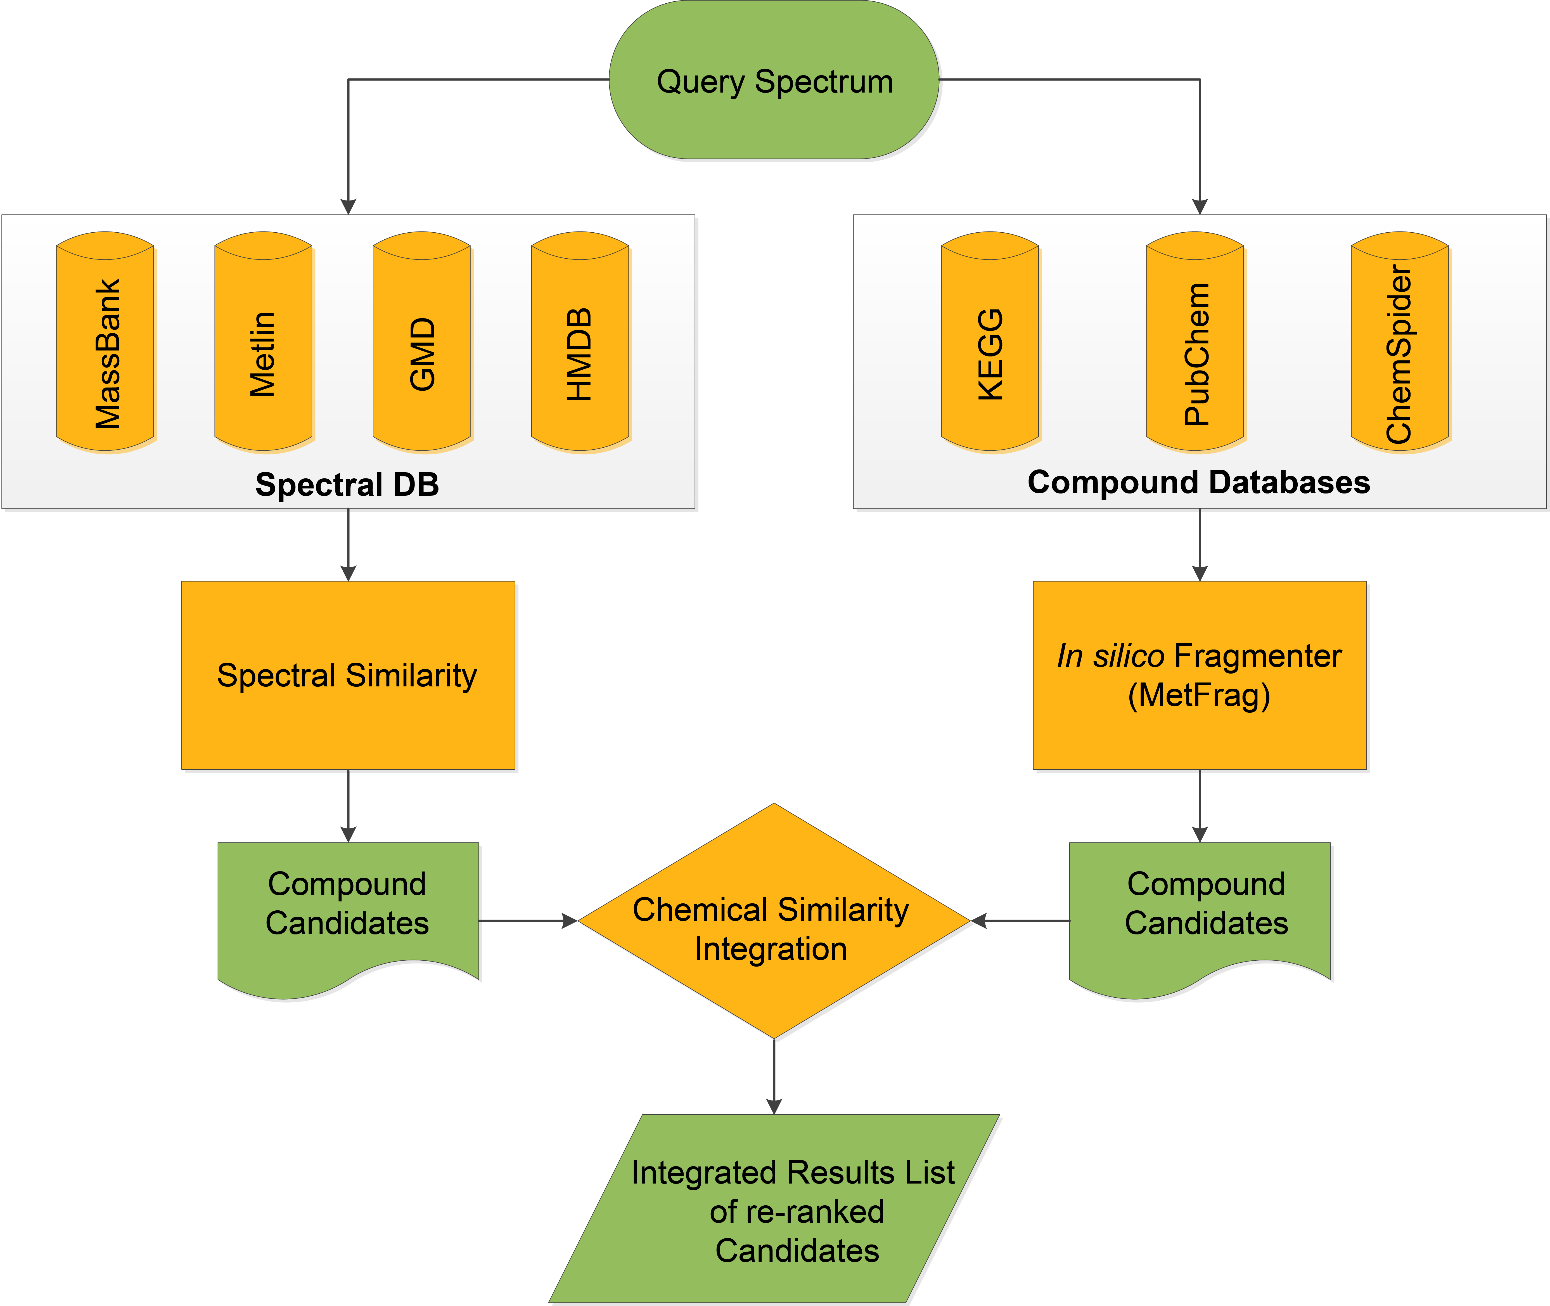 Query Spectrum
MassBank
Metlin
GMD
HMDB
Spectral DB
KEGG
PubChem
ChemSpider
Compound Databases
Spectral Similarity
In silico Fragmenter
(MetFrag)
Compound
Candidates
Chemical Similarity
Integration
Compound
Candidates
Integrated Results List
of re-ranked
Candidates